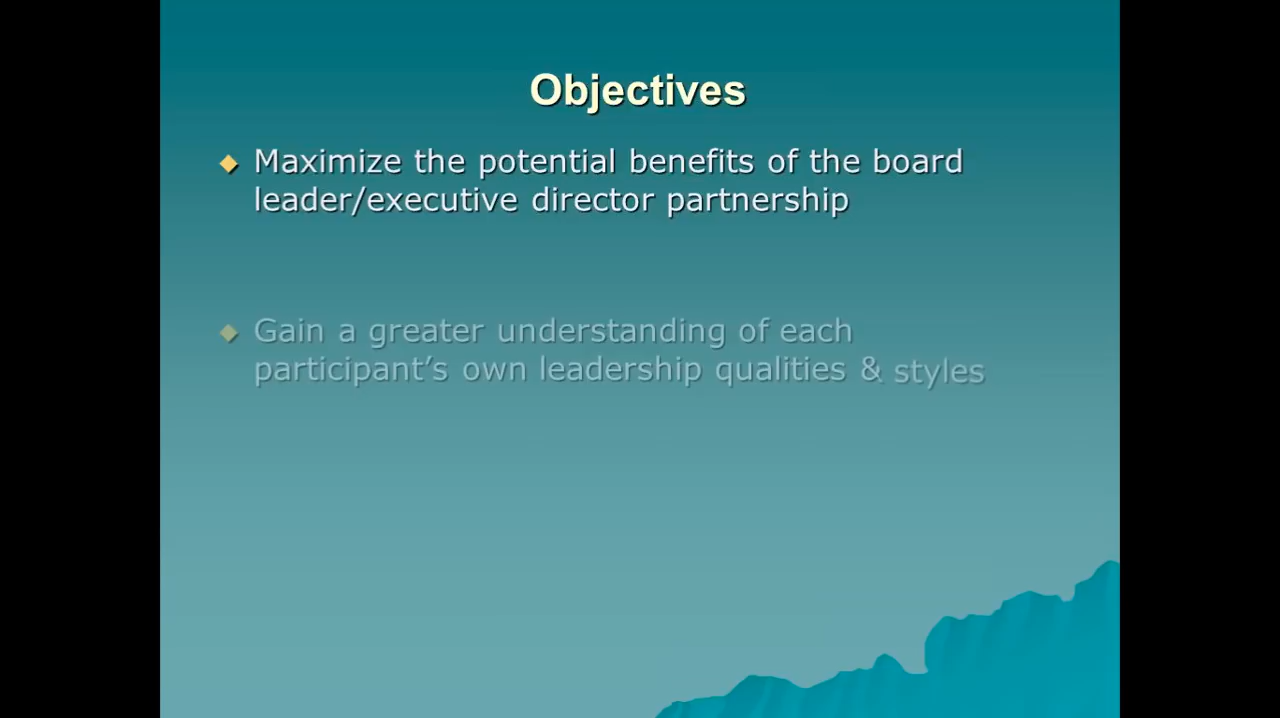 Objectives
Maximize the potential benefits of the board
leader/executive director partnership
Gain a greater understanding of each
participant’s own leadership qualities & styles